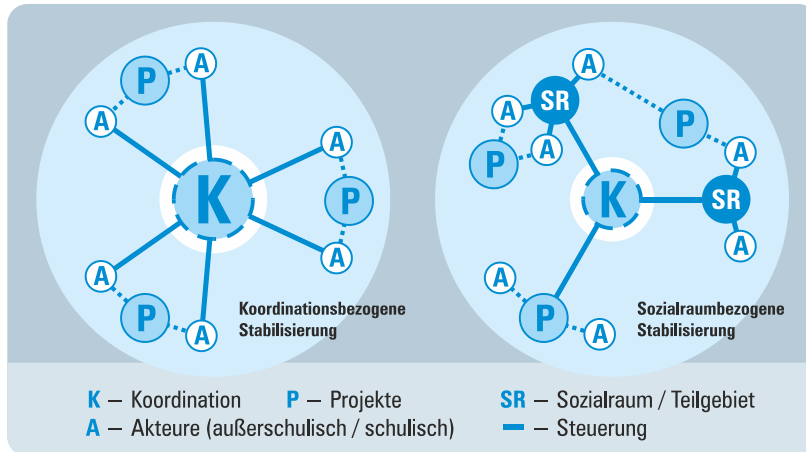 A
P
A
A
K
P
A
A
P
A
Koordinationsbezogene
Stabilisierung
A
SR
A
P
A
P
A
K
SR
A
A
P
A
Sozialraumbezogene
Stabilisierung
K – Koordination
P – Projekte
SR – Sozialraum / Teilgebiet
A – Akteure (außerschulisch / schulisch)
– Steuerung